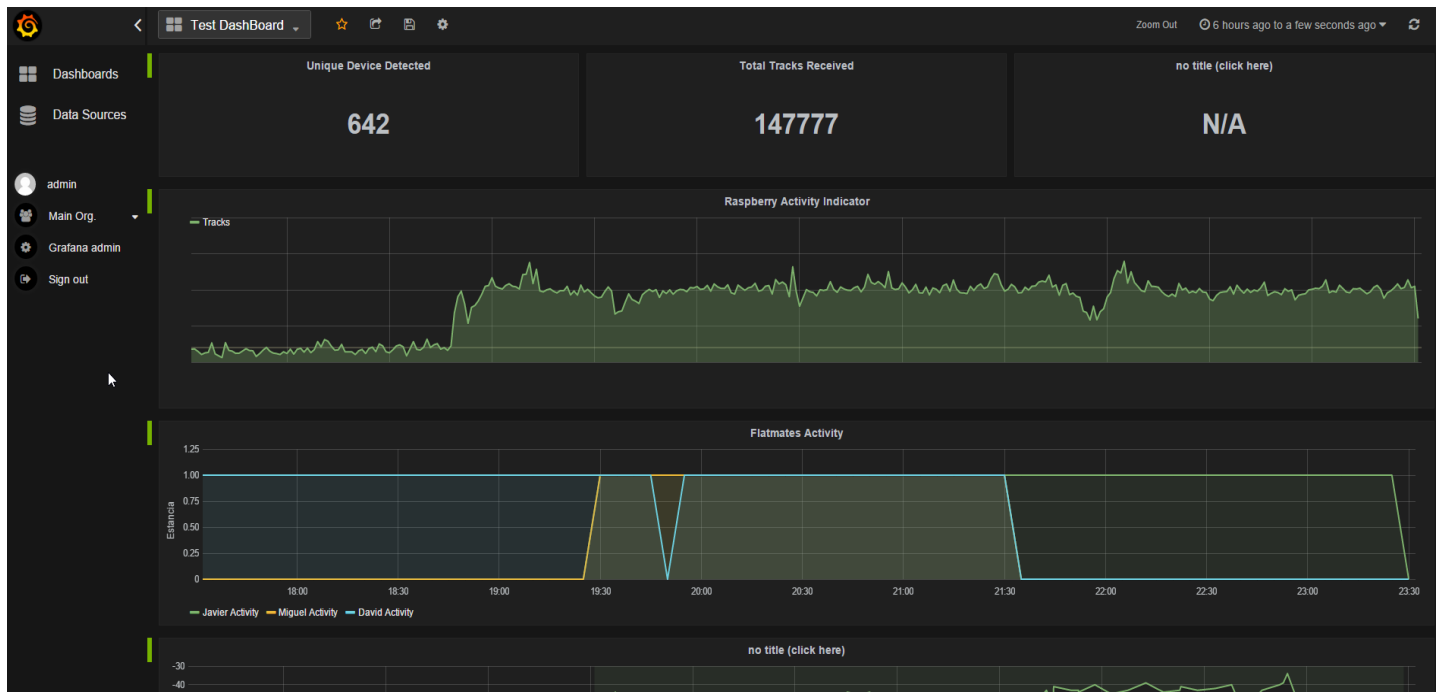 Test DashBoard
Zoom Out 6 hours ago to a few seconds ago
Dashboards
Data Sources
admin
Main Org.
Grafana admin
Sign out
Unique Device Detected
642
Total Tracks Received
147777
no title (click here)
N/A
Raspberry Activity Indicator
Tracks
Flatmates Activity
Estancia
1.25
1.00
0.75
0.50
0.25
0
18:00 18:30 19:00 19:30 20:00 20:30 21:00 21:30 22:00 22:30 23:00 23:30
Javier Activity Miguel Activity David Activity
no title (click here)
-30
-40